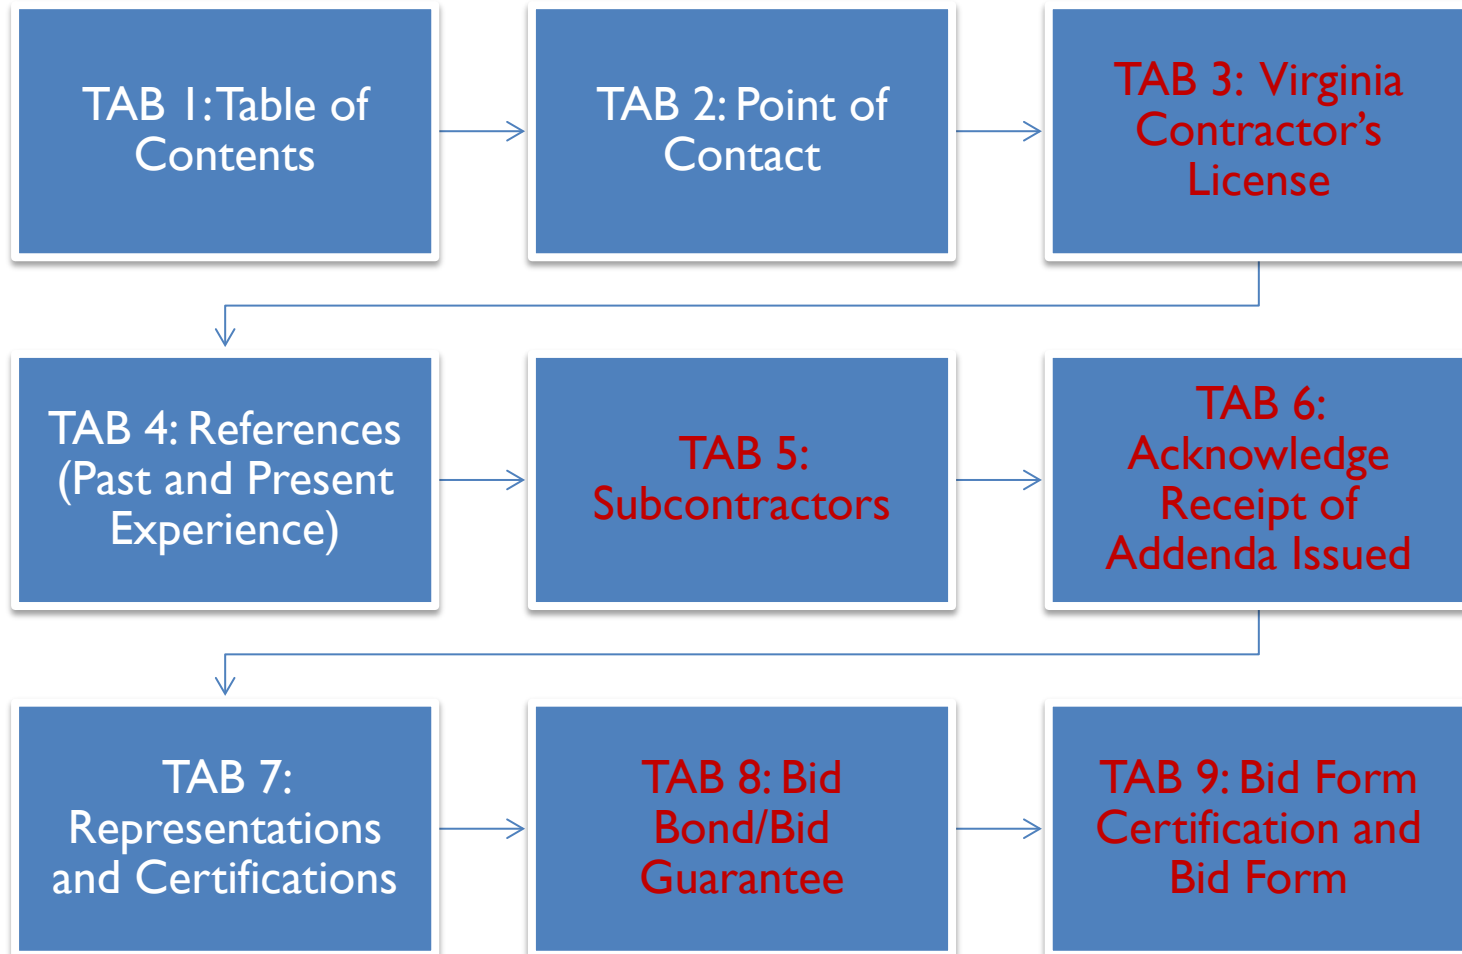 TAB 1: Table of
Contents
TAB 2: Point of
Contact
TAB 3: Virginia
Contractor’s
License
TAB 4: References
(Past and Present
Experience)
TAB 5:
Subcontractors
TAB 6:
Acknowledge
Receipt of
Addenda Issued
TAB 7:
Representations
and Certifications
TAB 8: Bid
Bond/Bid
Guarantee
TAB 9: Bid Form
Certification and
Bid Form